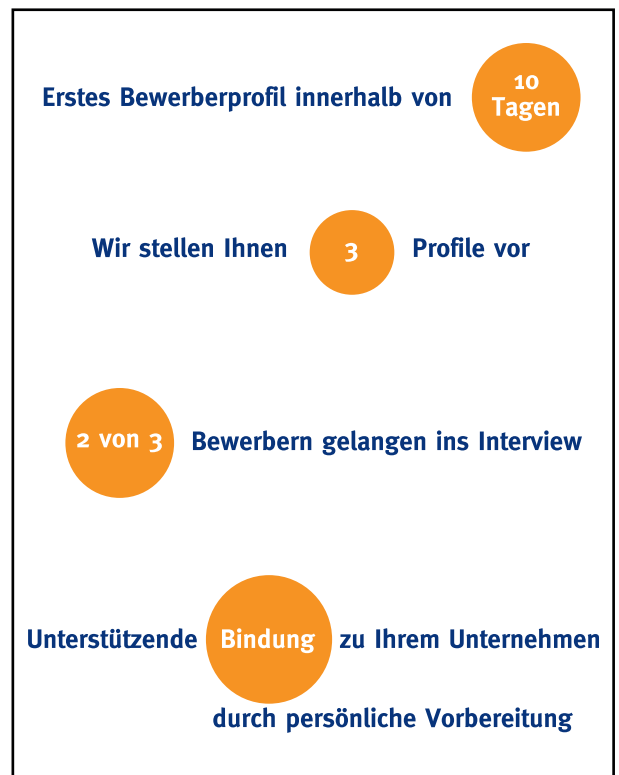 Erstes Bewerberprofil innerhalb von 10 Tagen
Wir stellen Ihnen 3 Profile vor
2 von 3 Bewerbern gelangen ins Interview
Unterstützende Bindung zu Ihrem Unternehmen
durch persönliche Vorbereitung